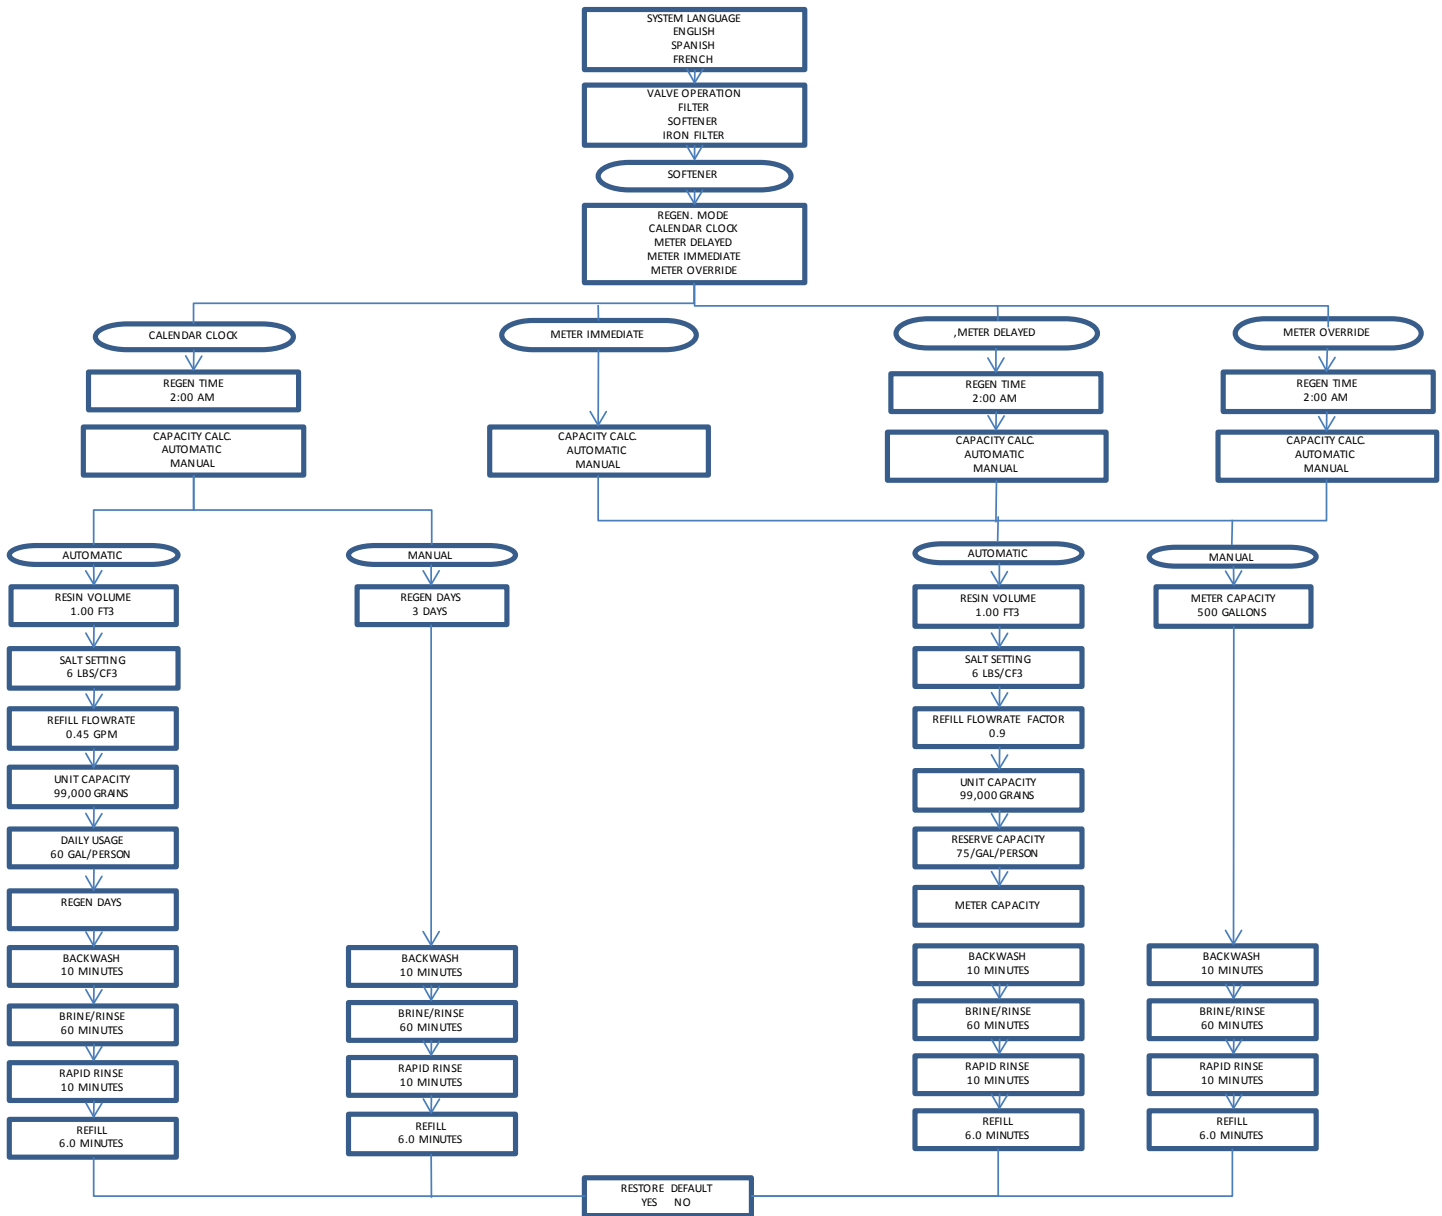 SYSTEM LANGUAGE
ENGLISH
SPANISH
FRENCH
VALVE OPERATION
FILTER
SOFTENER
IRON FILTER
SOFTENER
REGEN. MODE
CALENDAR CLOCK
METER DELAYED
METER IMMEDIATE
METER OVERRIDE
CALENDAR CLOCK
REGEN TIME
2:00 AM
CAPACITY CALC.
AUTOMATIC
MANUAL
METER IMMEDIATE
CAPACITY CALC.
AUTOMATIC
MANUAL
,METER DELAYED
REGEN TIME
2:00 AM
CAPACITY CALC.
AUTOMATIC
MANUAL
METER OVERRIDE
REGEN TIME
2:00 AM
CAPACITY CALC.
AUTOMATIC
MANUAL
AUTOMATIC
RESIN VOLUME
1.00 FT3
SALT SETTING
6 LBS/CF3
REFILL FLOWRATE
0.45 GPM
UNIT CAPACITY
99,000 GRAINS
DAILY USAGE
60 GAL/PERSON
REGEN DAYS
BACKWASH
10 MINUTES
BRINE/RINSE
60 MINUTES
RAPID RINSE
10 MINUTES
REFILL
6.0 MINUTES
MANUAL
REGEN DAYS
3 DAYS
BACKWASH
10 MINUTES
BRINE/RINSE
60 MINUTES
RAPID RINSE
10 MINUTES
REFILL
6.0 MINUTES
AUTOMATIC
RESIN VOLUME
1.00 FT3
SALT SETTING
6 LBS/CF3
REFILL FLOWRATE FACTOR
0.9
UNIT CAPACITY
99,000 GRAINS
RESERVE CAPACITY
75/GAL/PERSON
METER CAPACITY
BACKWASH
10 MINUTES
BRINE/RINSE
60 MINUTES
RAPID RINSE
10 MINUTES
REFILL
6.0 MINUTES
MANUAL
METER CAPACITY
500 GALLONS
BACKWASH
10 MINUTES
BRINE/RINSE
60 MINUTES
RAPID RINSE
10 MINUTES
REFILL
6.0 MINUTES
RESTORE DEFAULT
YES NO